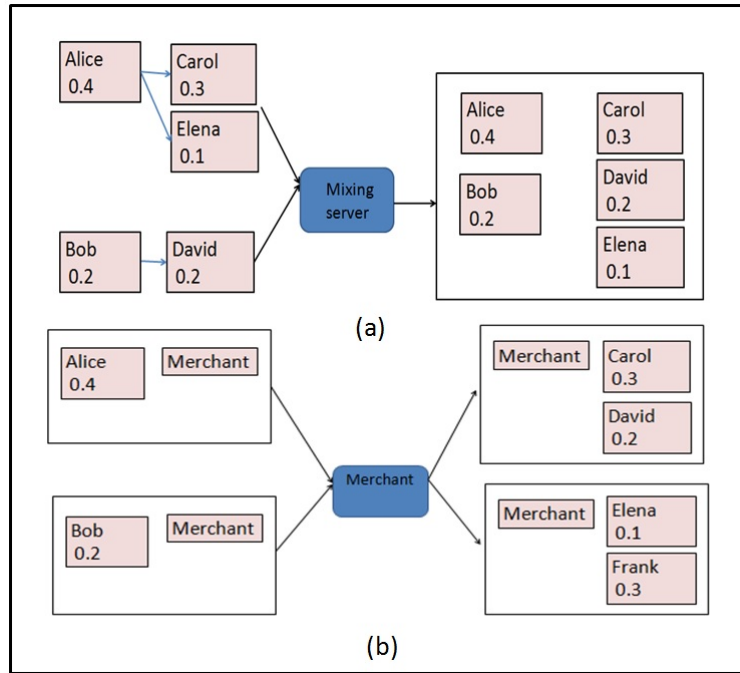 Alice
0.4
Carol
0.3
Elena
0.1
Bob
0.2
David
0.2
Mixing
server
Alice
0.4
Bob
0.2
Carol
0.3
David
0.2
Elena
0.1
(a)
Alice
0.4
Merchant
Bob
0.2
Merchant
Merchant
Merchant
Carol
0.3
David
0.2
Merchant
Elena
0.1
Frank
0.3
(b)